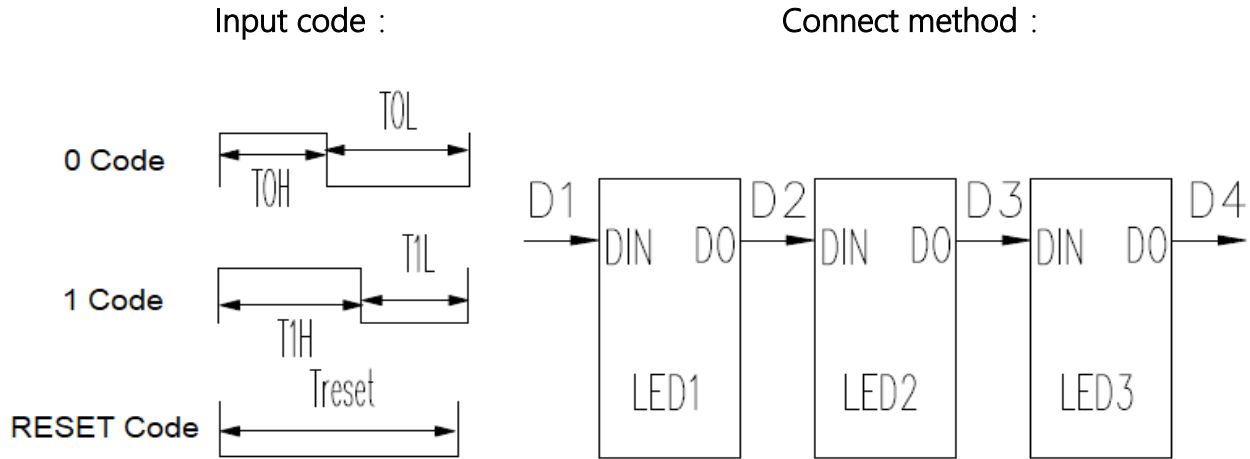 Input code :
T0L
0 Code
T0H
T1L
1 Code
T1H
Treset
RESET Code
Connect method :
D1 D2 D3 D4
DIN DO DIN DO DIN DO
LED1 LED2 LED3